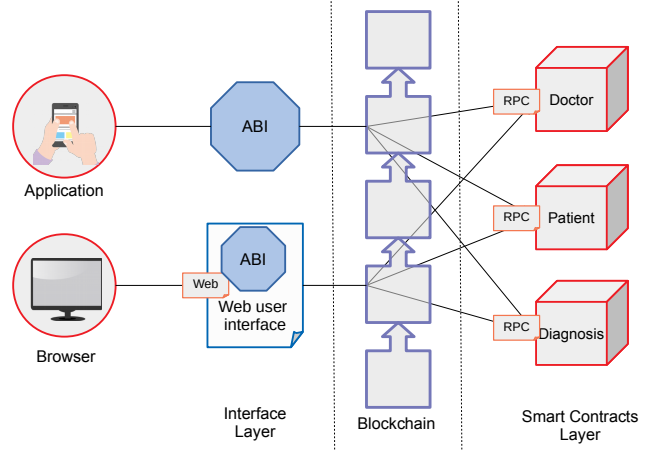 RPC
Doctor
ABI
Application
RPC
Patient
ABI
Web
Web user
interface
RPC
Diagnosis
Browser
Interface
Layer
Blockchain
Smart Contracts
Layer